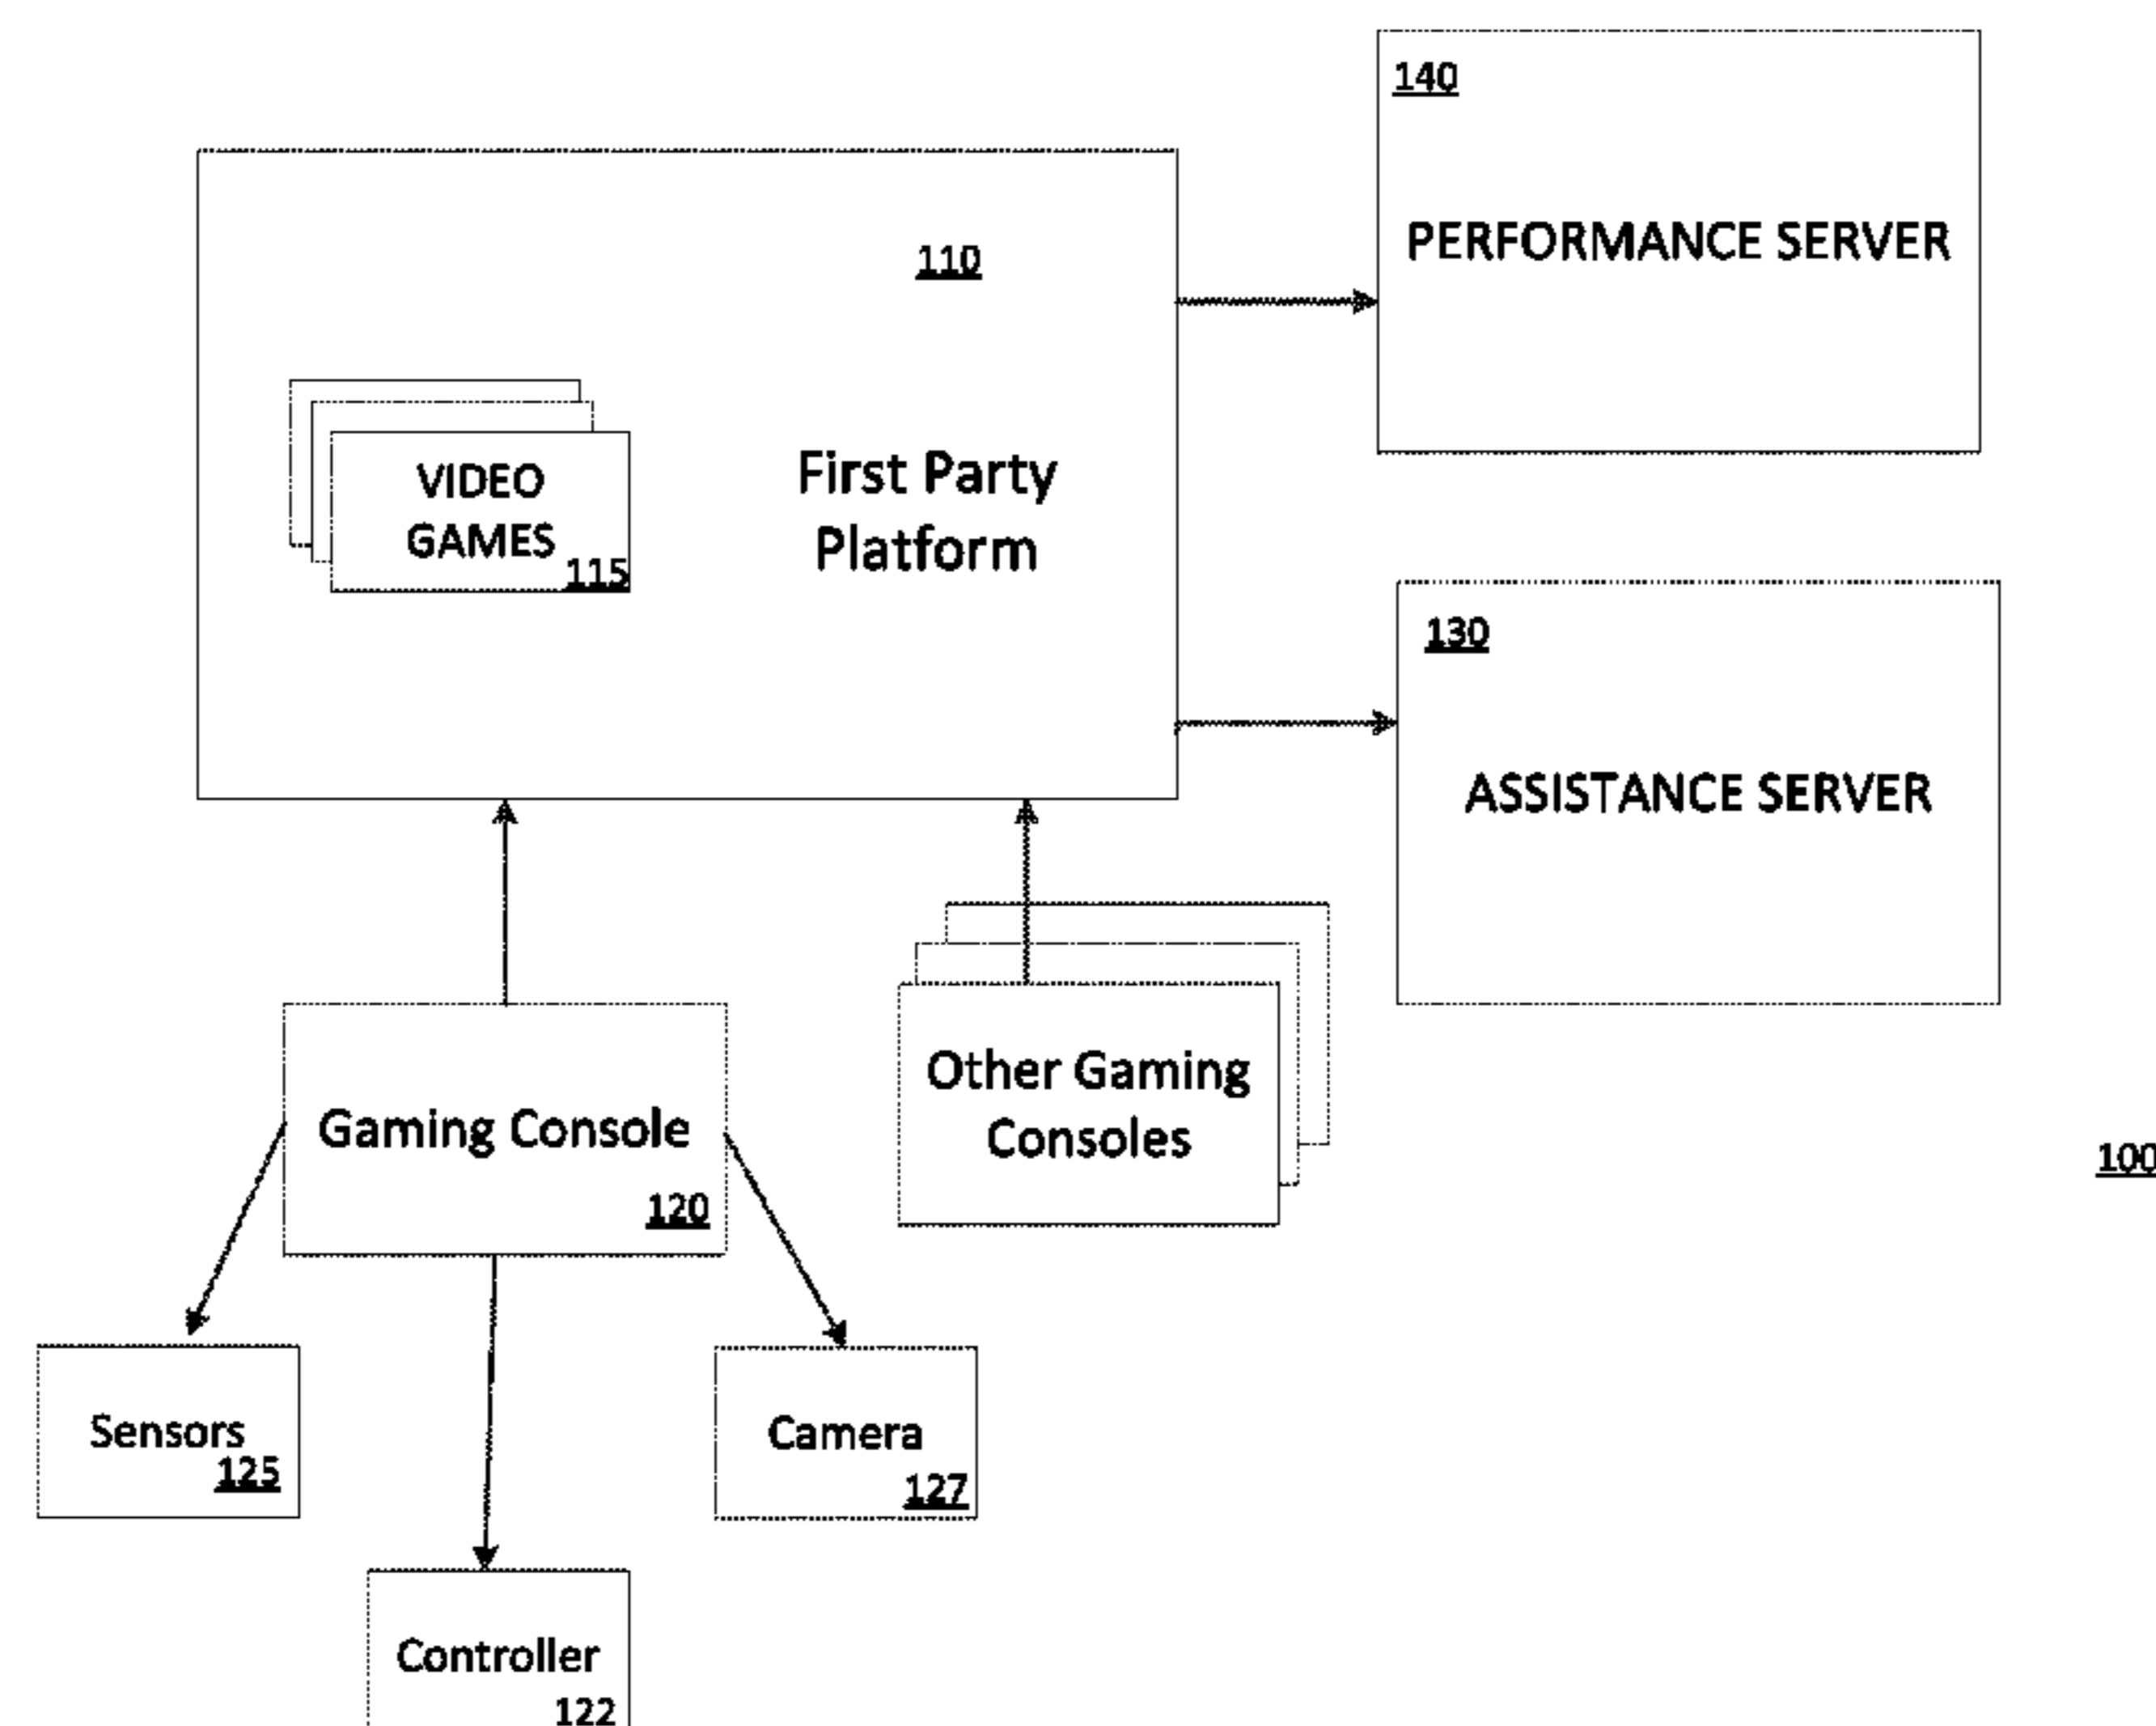 140
PERFORMANCE SERVER
110
First Party
Platform
VIDEO
GAMES
115
130
ASSISTANCE SERVER
Gaming Console
120
Other Gaming
Consoles
100
Sensors
125
Camera
127
Controller
122